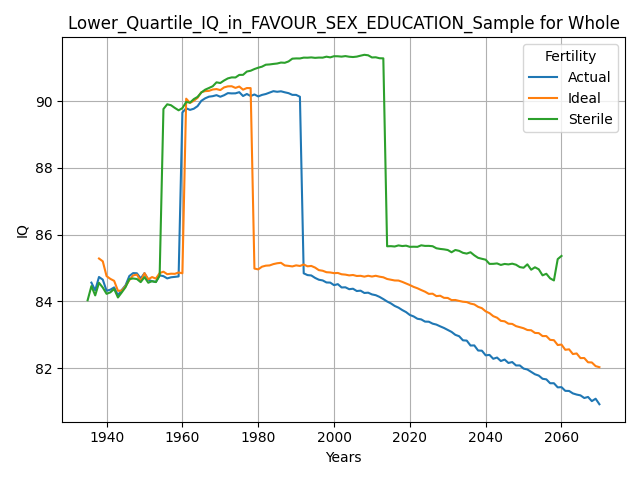 Lower_Quartile_IQ_in_FAVOUR_SEX_EDUCATION_Sample for Whole
Fertility
Actual
Ideal
Sterile
IQ
90
88
86
84
82
1940
1960
1980
2000
2020
2040
2060
Years